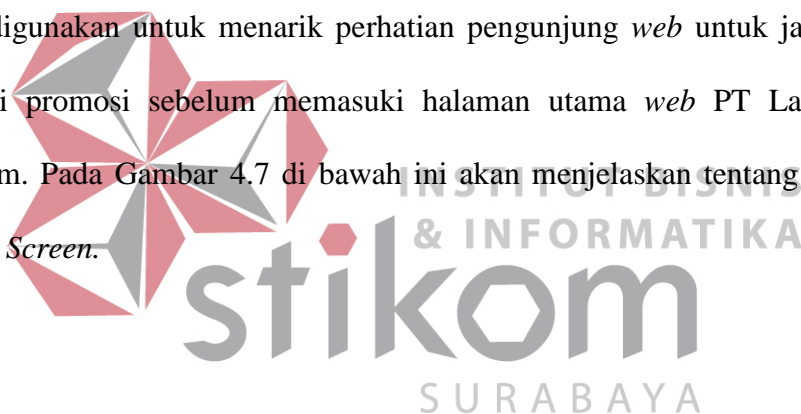 digunakan untuk menarik perhatian pengunjung web untuk ja
i promosi sebelum memasuki halaman utama web PT La
m. Pada Gambar 4.7 di bawah ini akan menjelaskan tentang
Screen.
INSTITUT BISNIS
& INFORMATIKA
stikom
SURABAYA